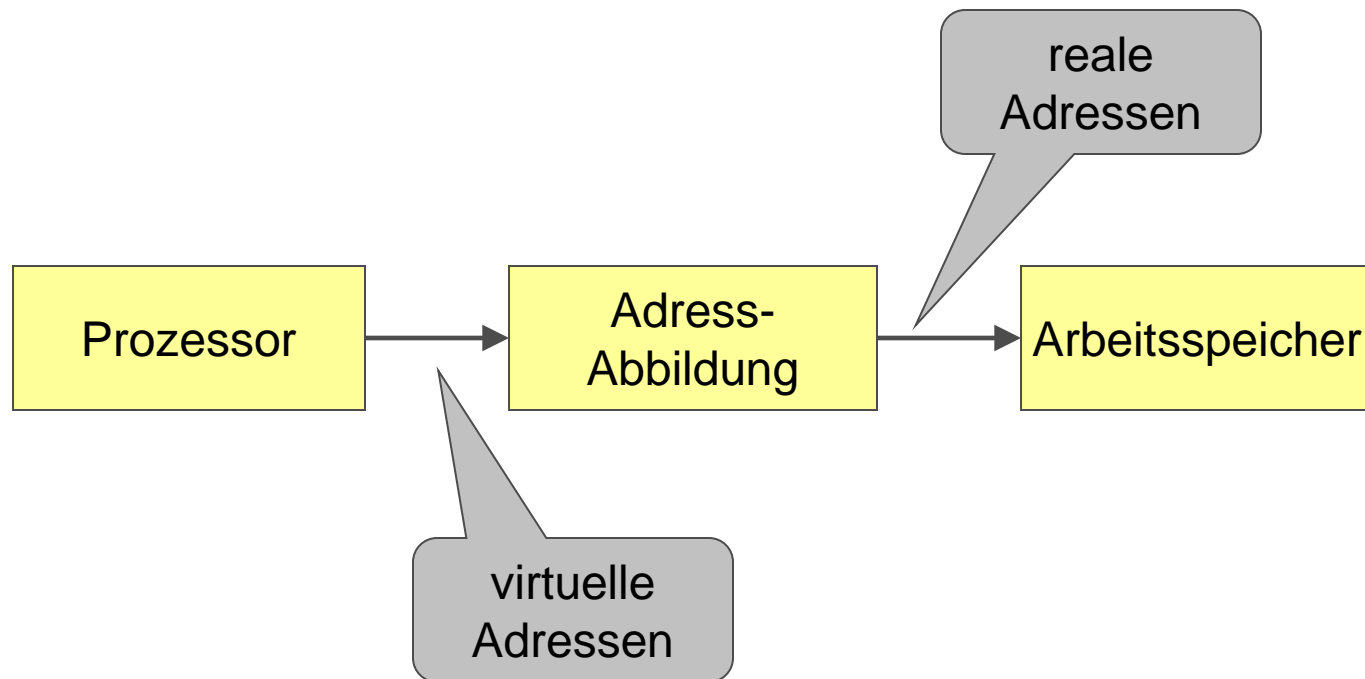 reale
Adressen
Prozessor
Adress-
Abbildung
Arbeitsspeicher
virtuelle
Adressen